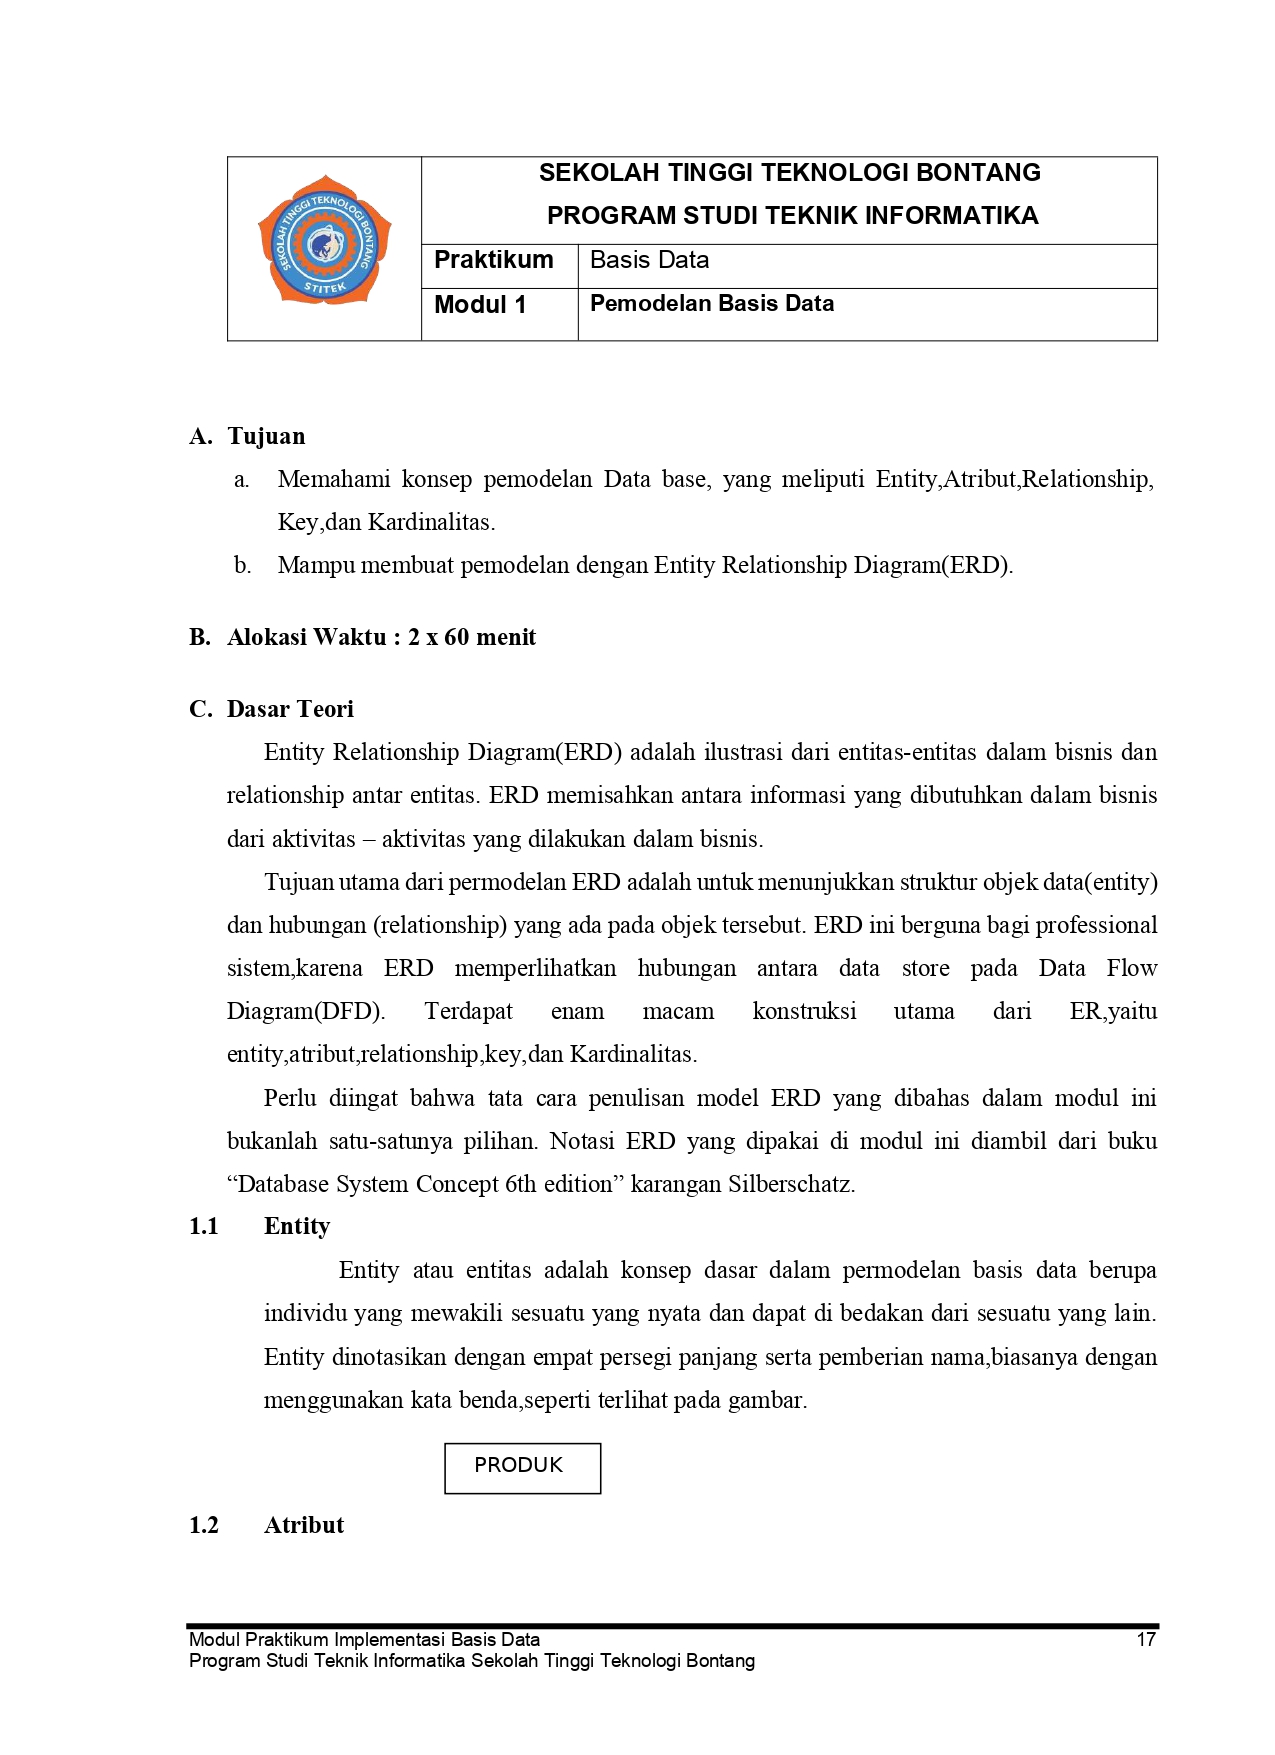 SEKOLAH TINGGI TEKNOLOGI BONTANG
STITEK
SEKOLAH TINGGI TEKNOLOGI BONTANG
PROGRAM STUDI TEKNIK INFORMATIKA
Praktikum Basis Data
Modul 1 Pemodelan Basis Data
A. Tujuan
a. Memahami konsep pemodelan Data base, yang meliputi Entity,Atribut,Relationship,
Key,dan Kardinalitas.
b. Mampu membuat pemodelan dengan Entity Relationship Diagram(ERD).
B. Alokasi Waktu : 2 x 60 menit
C. Dasar Teori
Entity Relationship Diagram(ERD) adalah ilustrasi dari entitas-entitas dalam bisnis dan
relationship antar entitas. ERD memisahkan antara informasi yang dibutuhkan dalam bisnis
dari aktivitas – aktivitas yang dilakukan dalam bisnis.
Tujuan utama dari permodelan ERD adalah untuk menunjukkan struktur objek data(entity)
dan hubungan (relationship) yang ada pada objek tersebut. ERD ini berguna bagi professional
sistem,karena ERD memperlihatkan hubungan antara data store pada Data Flow
Diagram(DFD). Terdapat enam macam konstruksi utama dari ER,yaitu
entity,atribut,relationship,key,dan Kardinalitas.
Perlu diingat bahwa tata cara penulisan model ERD yang dibahas dalam modul ini
bukanlah satu-satunya pilihan. Notasi ERD yang dipakai di modul ini diambil dari buku
“Database System Concept 6th edition” karangan Silberschatz.
1.1 Entity
Entity atau entitas adalah konsep dasar dalam permodelan basis data berupa
individu yang mewakili sesuatu yang nyata dan dapat di bedakan dari sesuatu yang lain.
Entity dinotasikan dengan empat persegi panjang serta pemberian nama,biasanya dengan
menggunakan kata benda,seperti terlihat pada gambar.
PRODUK
1.2 Atribut
Modul Praktikum Implementasi Basis Data 17
Program Studi Teknik Informatika Sekolah Tinggi Teknologi Bontang